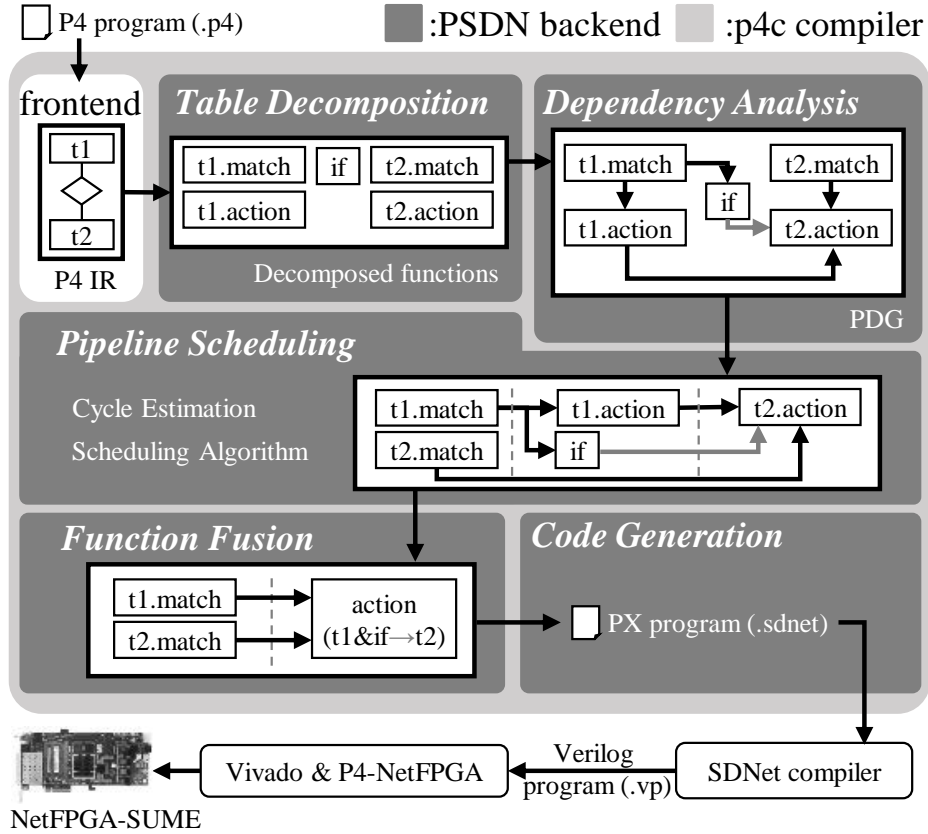 P4 program (.p4)
:PSDN backend
:p4c compiler
frontend
t1
t2
P4 IR
Table Decomposition
t1.match
if
t2.match
t1.action
t2.action
Decomposed functions
Dependency Analysis
t1.match
t2.match
if
t1.action
t2.action
PDG
Pipeline Scheduling
Cycle Estimation
Scheduling Algorithm
t1.match
t1.action
t2.action
t2.match
if
Function Fusion
t1.match
t2.match
action
(t1&if→t2)
Code Generation
PX program (.sdnet)
SDNet compiler
Verilog
program (.vp)
Vivado & P4-NetFPGA
NetFPGA-SUME